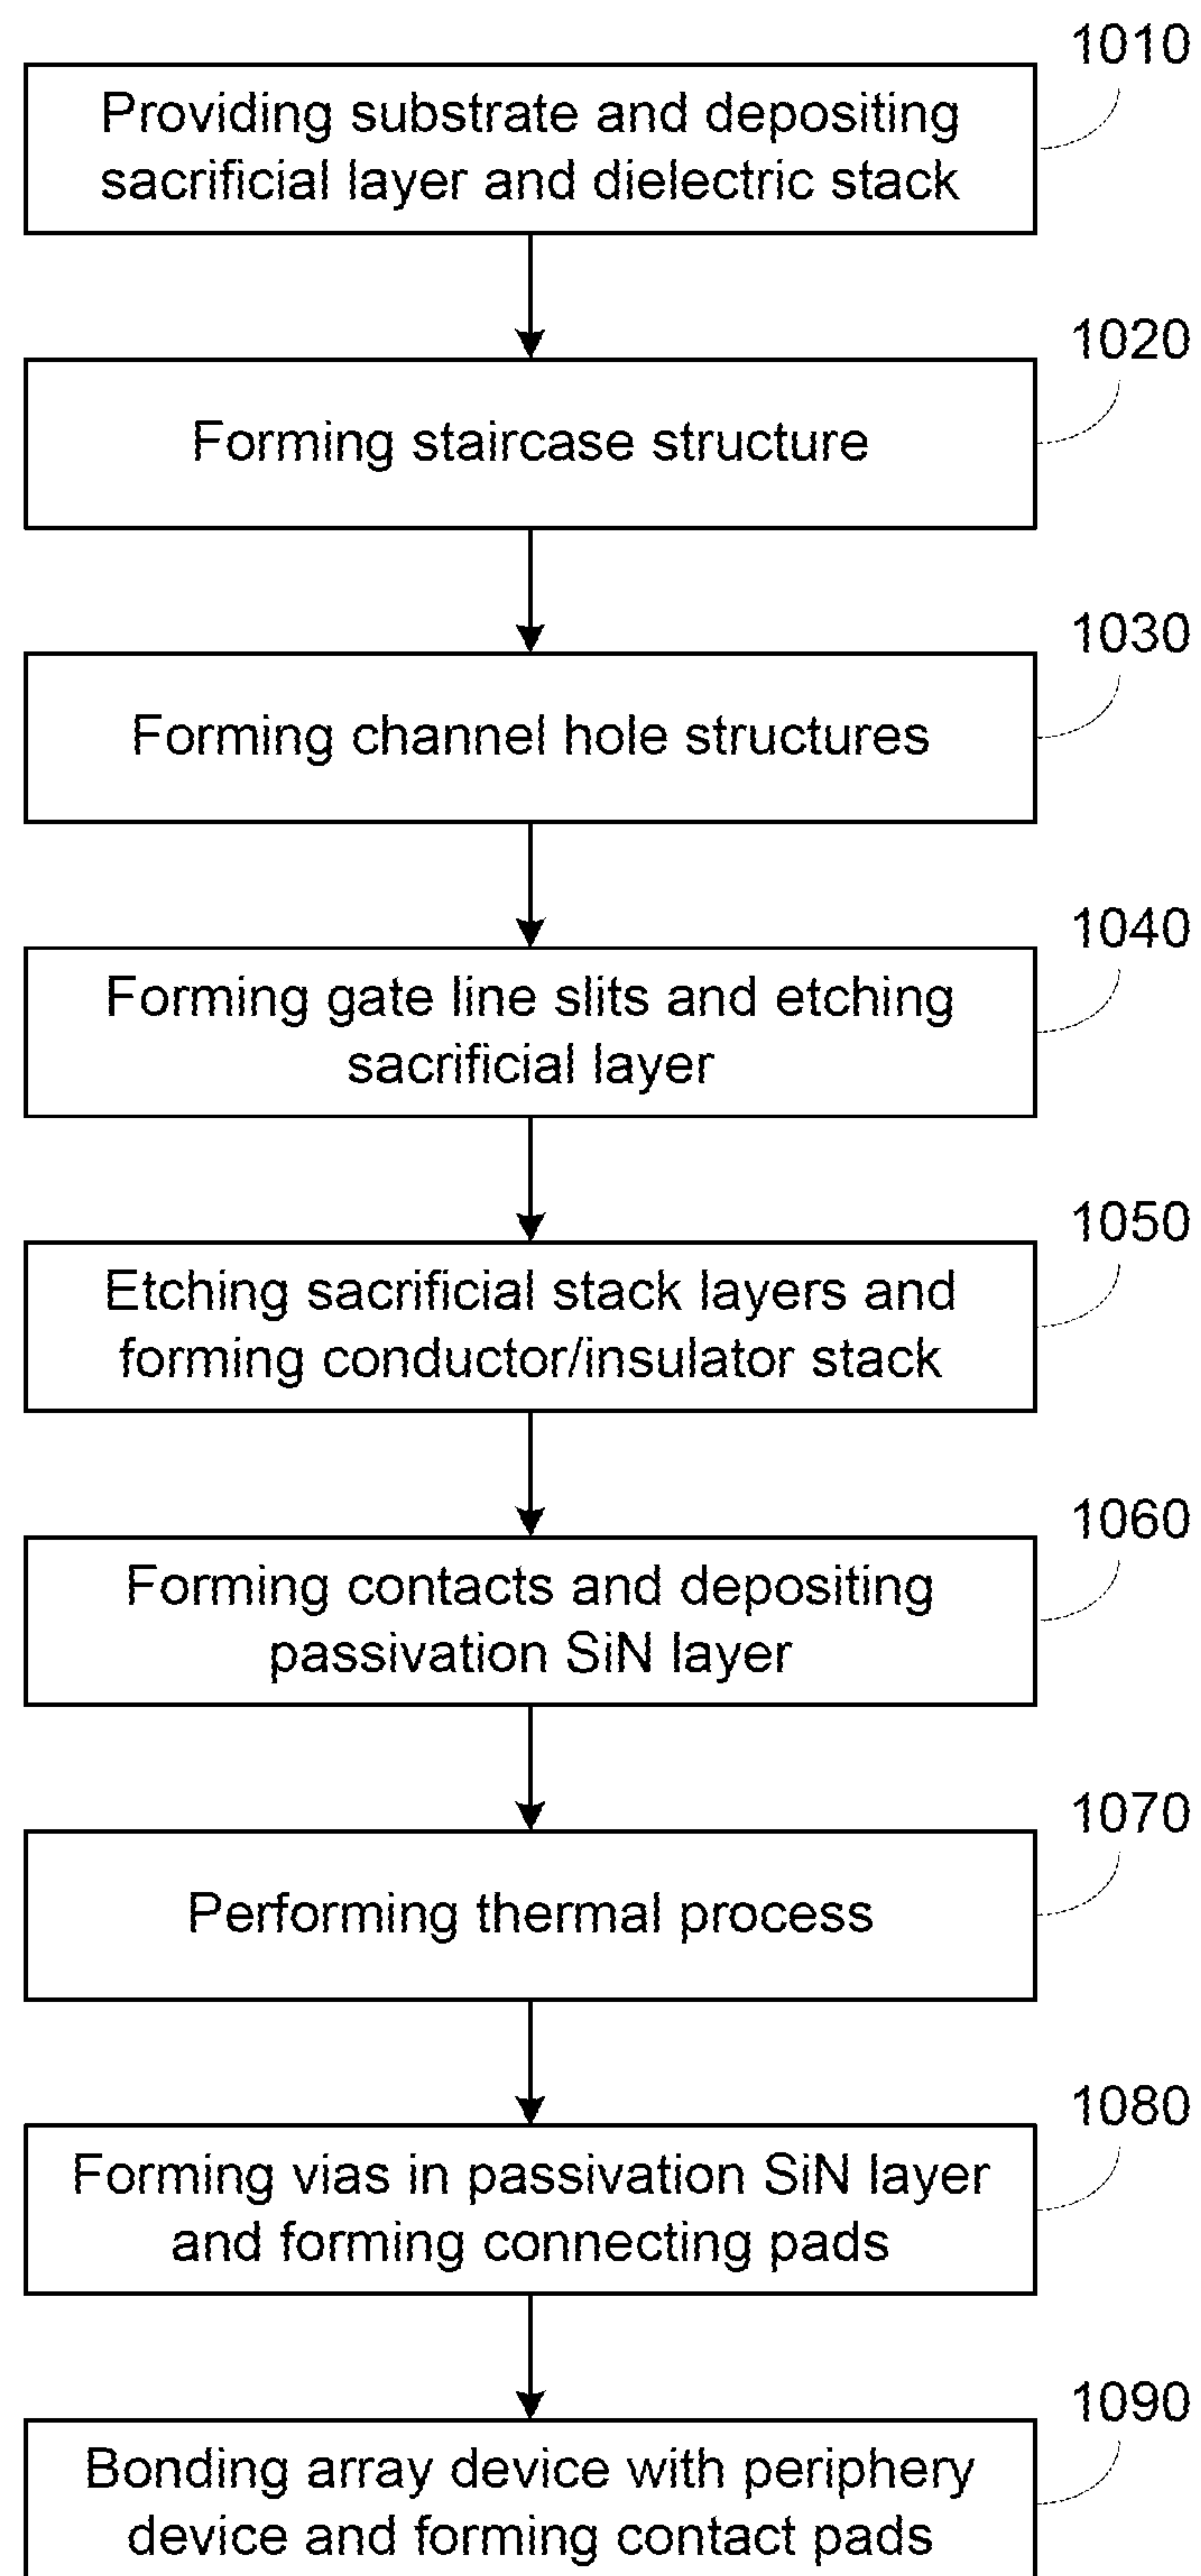 1010
Providing substrate and depositing
sacrificial layer and dielectric stack
1020
Forming staircase structure
1030
Forming channel hole structures
1040
Forming gate line slits and etching
sacrificial layer
1050
Etching sacrificial stack layers and
forming conductor/insulator stack
1060
Forming contacts and depositing
passivation SiN layer
1070
Performing thermal process
1080
Forming vias in passivation SiN layer
and forming connecting pads
1090
Bonding array device with periphery
device and forming contact pads